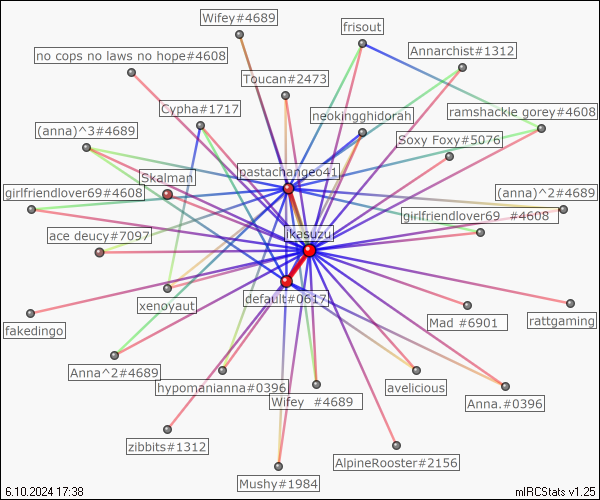 Wifey#4689
frisout
Annarchist#1312
no cops no laws no hope#4608
Toucan#2473
Cypha#1717
neokingghidorah
ramshackle gorey#4608
(anna)^3#4689
Soxy Foxy#5076
pastachangeo41
Skalman
girlfriendlover69#4608
(anna)^2#4689
girlfriendlover69 #4608
ace deucy#7097
ikasuzu
xenoyaut
default#0617
fakedingo
Mad #6901
rattgaming
Anna^2#4689
hypomanianna#0396
avelicious
Wifey #4689
Anna.#0396
zibbits#1312
AlpineRooster#2156
Mushy#1984
6.10.2024 17:38
mIRCStats v1.25